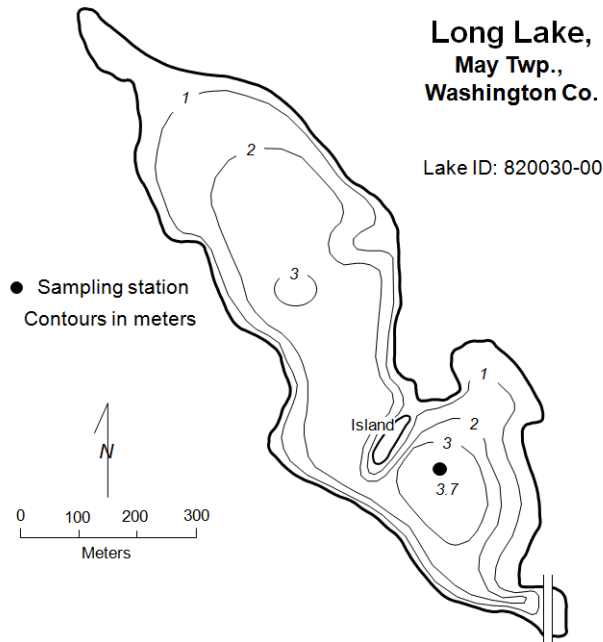 Long Lake,
May Twp.,
Washington Co.
Lake ID: 820030-00
1
2
3
Sampling station
Contours in meters
1
Island
2
3
3.7
N
0 100 200 300
Meters